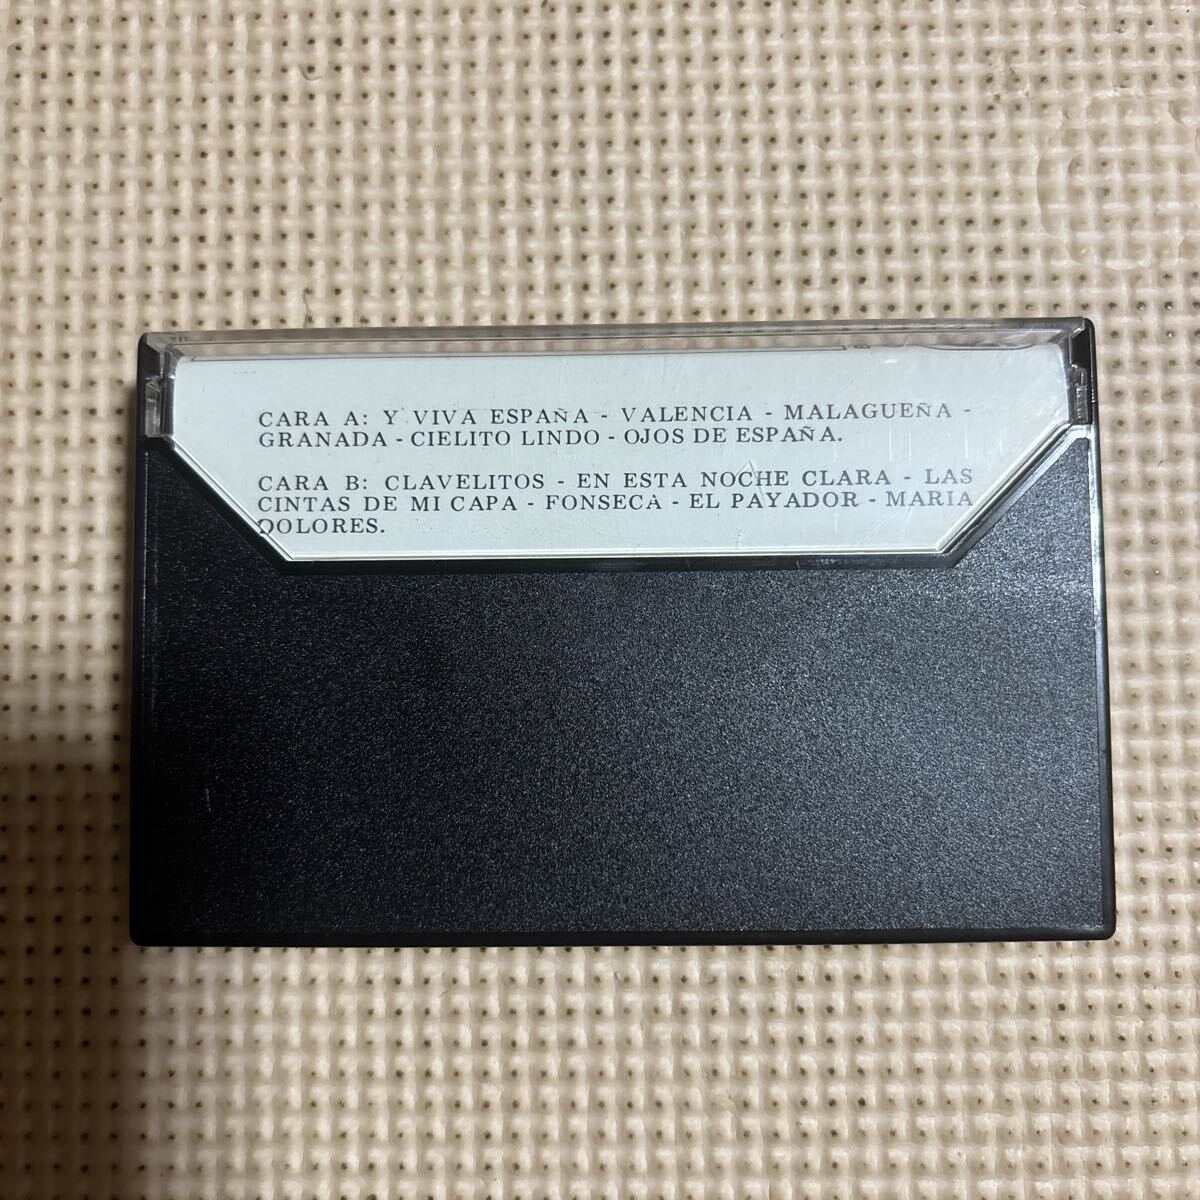 CARA A: Y VIVA ESPAÑA - VALENCIA - MALAGUEÑA -
GRANADA - CIELITO LINDO - OJOS DE ESPAÑA.
CARA B: CLAVELITOS - EN ESTA NOCHE CLARA - LAS
CINTAS DE MI CAPA - FONSECA - EL PAYADOR - MARIA
DOLORES.